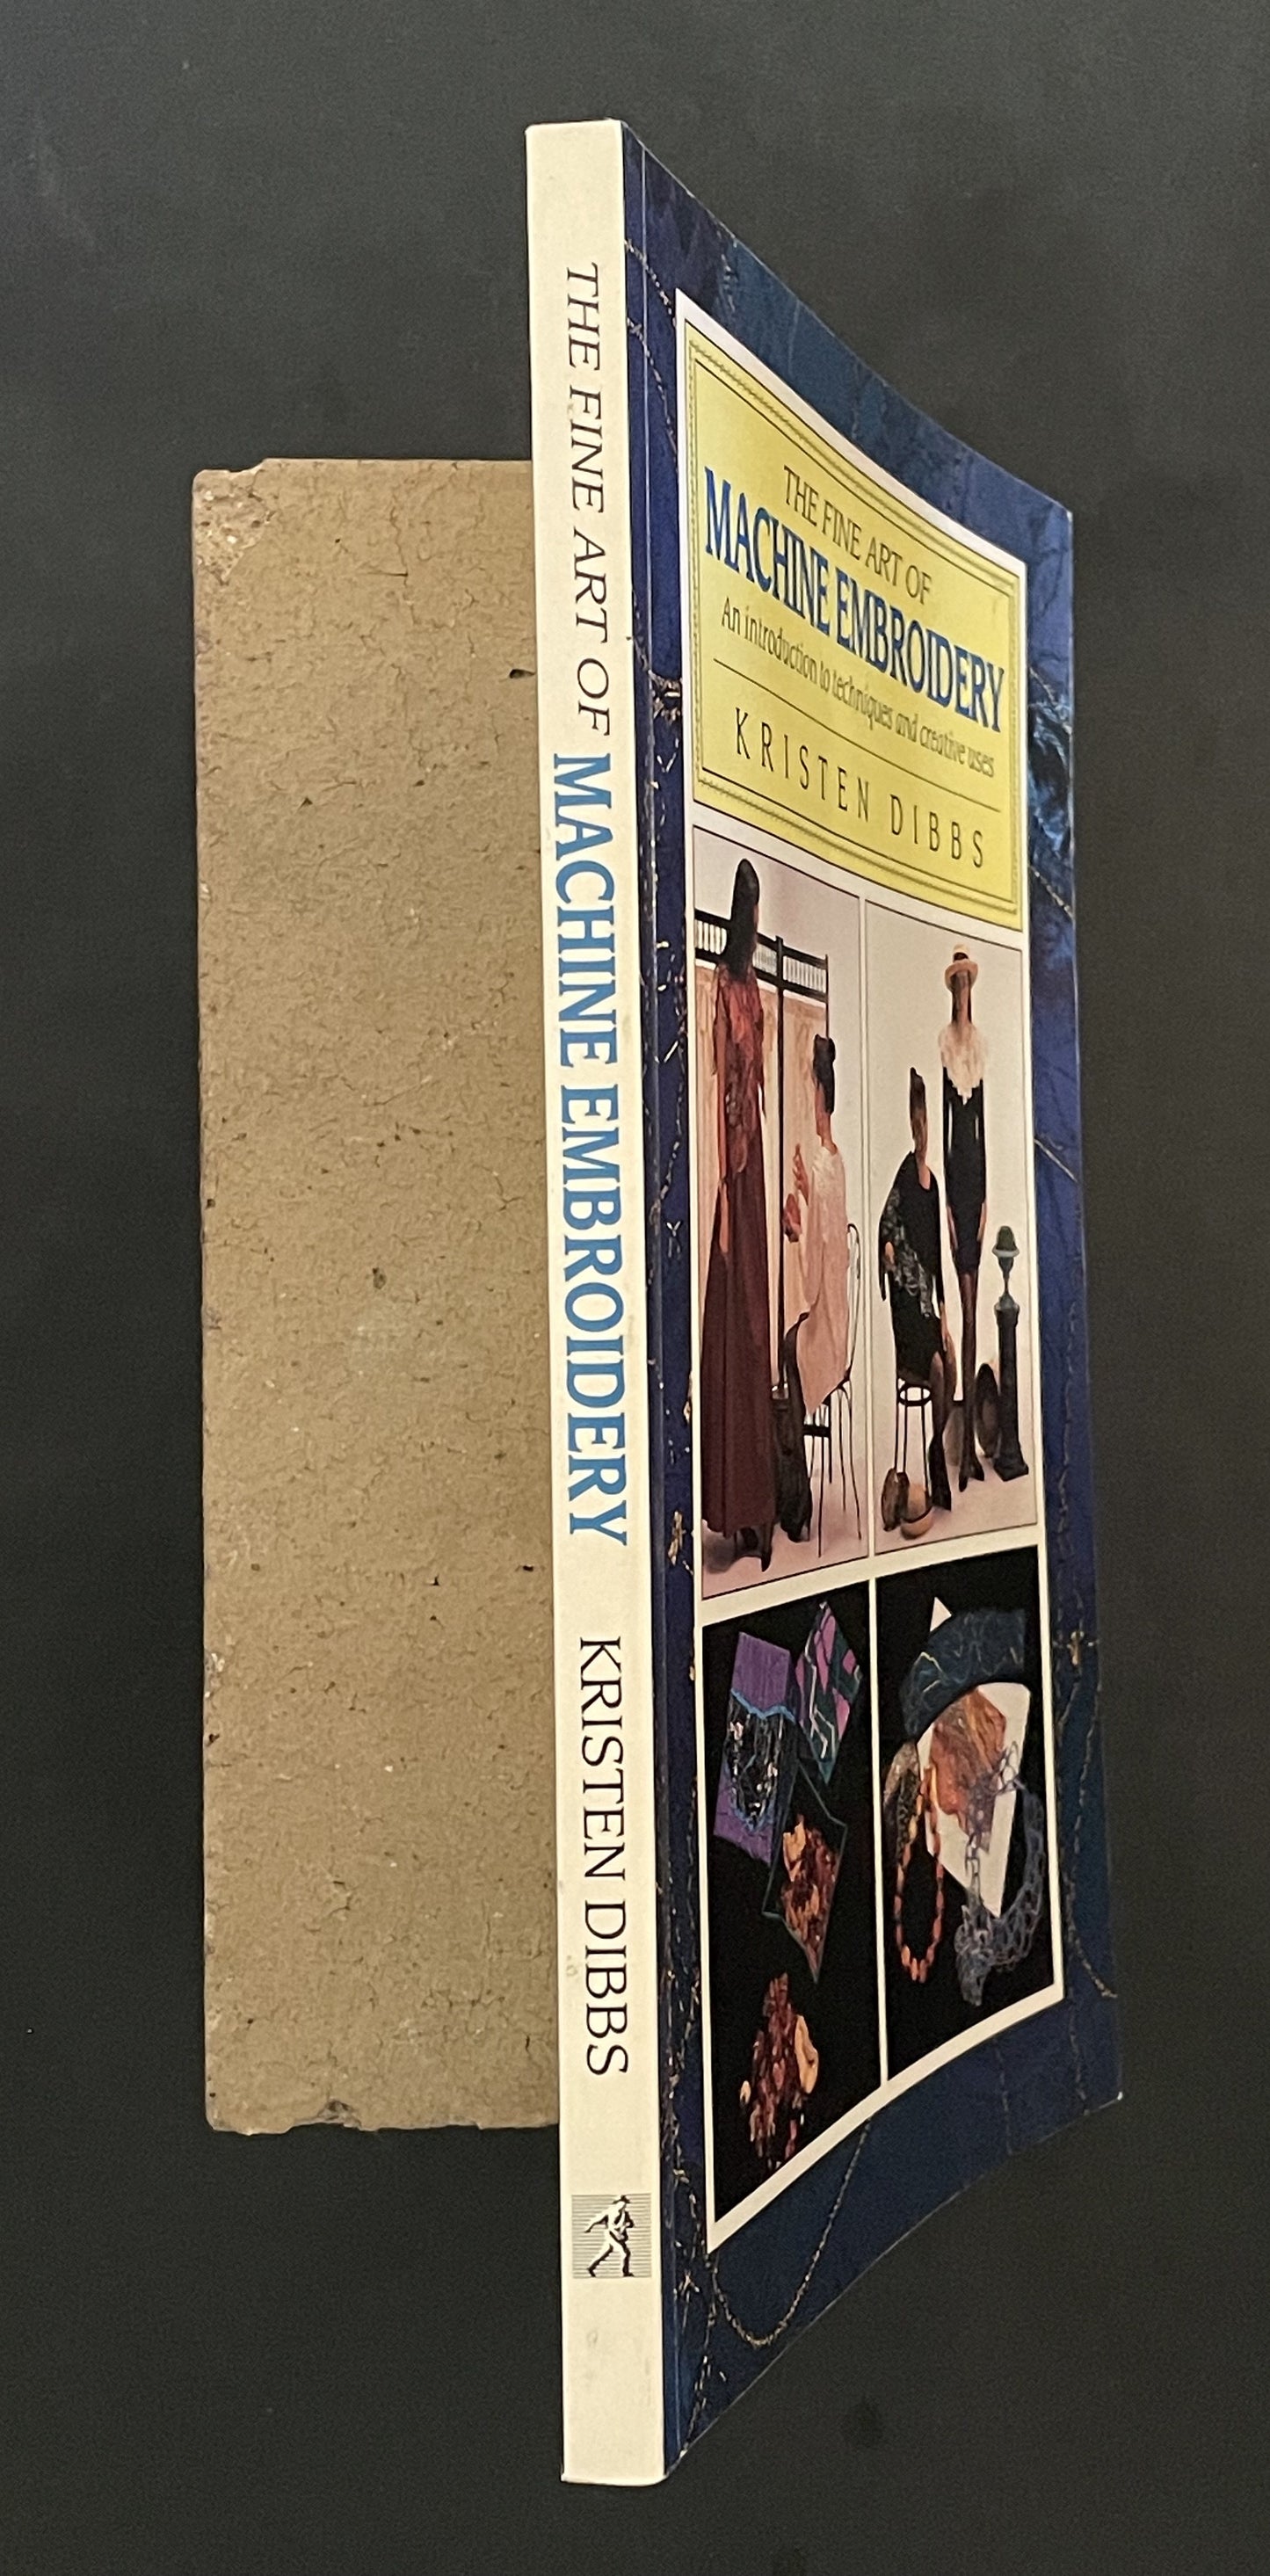 THE FINE ART OF MACHINE EMBROIDERY KRISTEN DIBBS
THE FINE ART OF
MACHINE EMBROIDERY
An introduction to techniques and creative uses
KRISTEN DIBBS